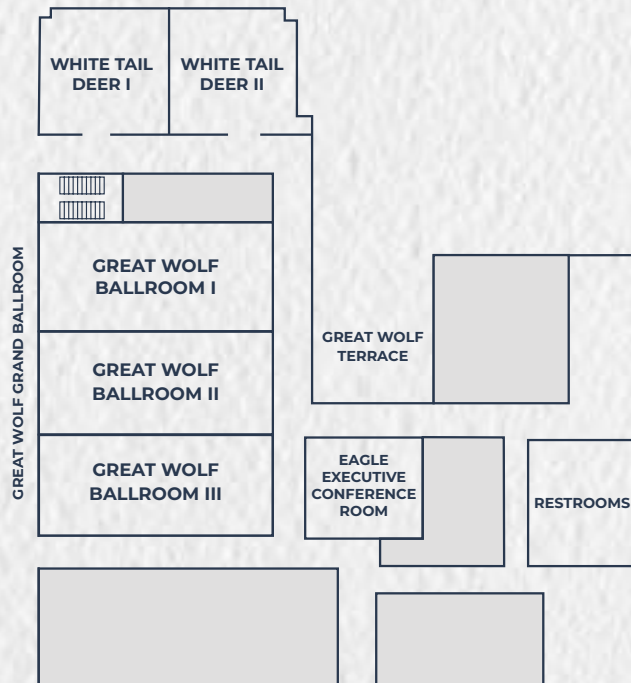 WHITE TAIL
DEER I
WHITE TAIL
DEER II
GREAT WOLF GRAND BALLROOM
GREAT WOLF
BALLROOM I
GREAT WOLF
BALLROOM II
GREAT WOLF
BALLROOM III
GREAT WOLF
TERRACE
EAGLE
EXECUTIVE
CONFERENCE
ROOM
RESTROOMS